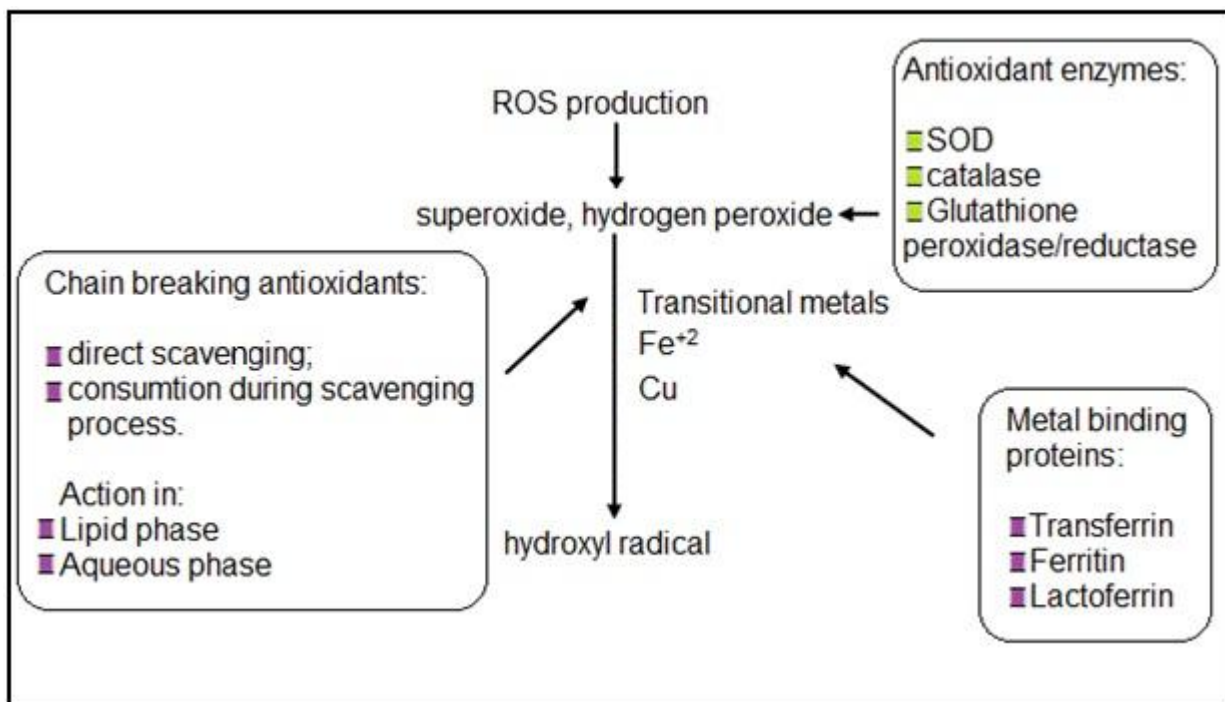 ROS production
superoxide, hydrogen peroxide
Antioxidant enzymes:
SOD
catalase
Glutathione
peroxidase/reductase
Chain breaking antioxidants:
direct scavenging;
consumtion during scavenging
process.
Action in:
Lipid phase
Aqueous phase
Transitional metals
Fe⁺²
Cu
Metal binding
proteins:
Transferrin
Ferritin
Lactoferrin
hydroxyl radical